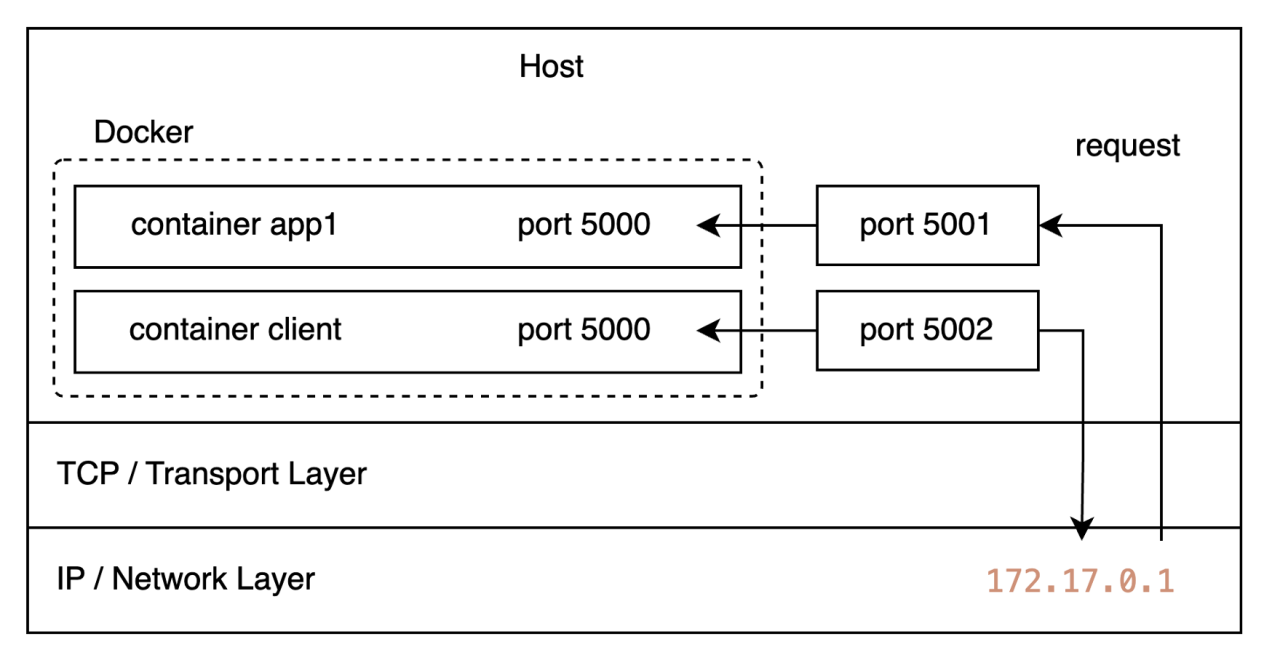 Host
Docker
request
container app1 port 5000 port 5001
container client port 5000 port 5002
TCP / Transport Layer
IP / Network Layer 172.17.0.1